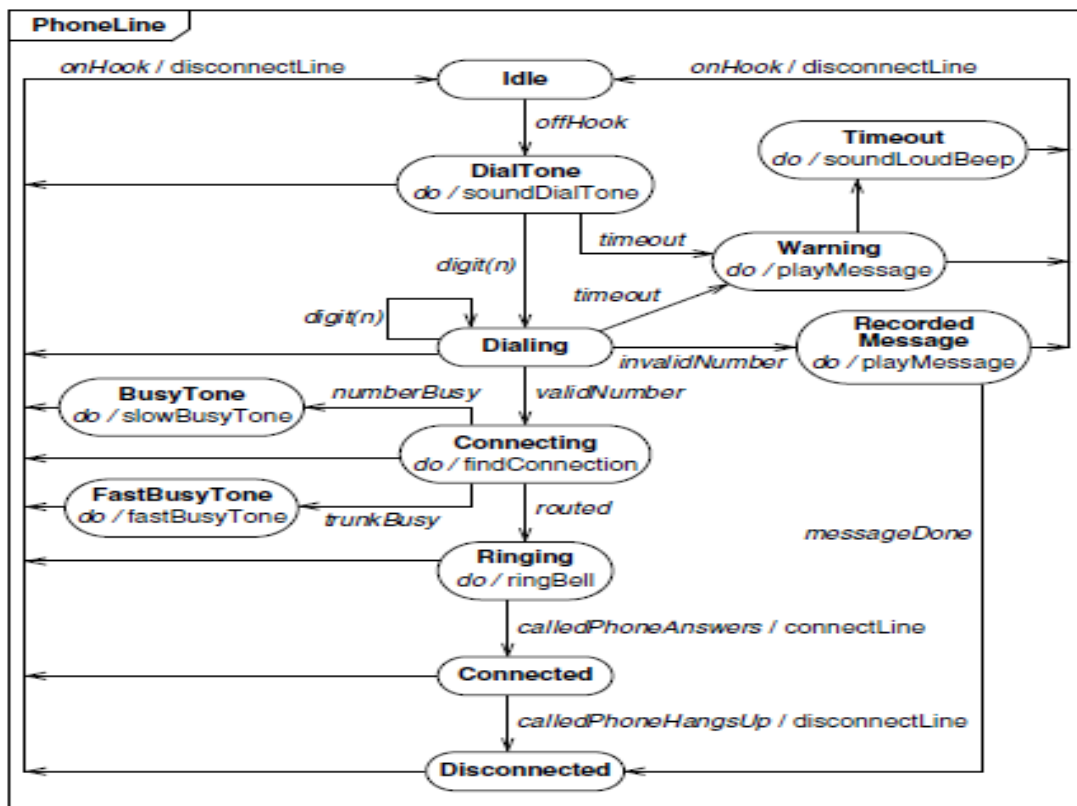 PhoneLine
onHook / disconnectLine
Idle
onHook / disconnectLine
offHook
Timeout
do / soundLoudBeep
DialTone
do / soundDialTone
timeout
Warning
do / playMessage
digit(n)
timeout
digit(n)
Dialing
invalidNumber
Recorded
Message
do / playMessage
BusyTone
do / slowBusyTone
numberBusy
validNumber
Connecting
do / findConnection
FastBusyTone
do / fastBusyTone
trunkBusy
routed
messageDone
Ringing
do / ringBell
calledPhoneAnswers / connectLine
Connected
calledPhoneHangsUp / disconnectLine
Disconnected